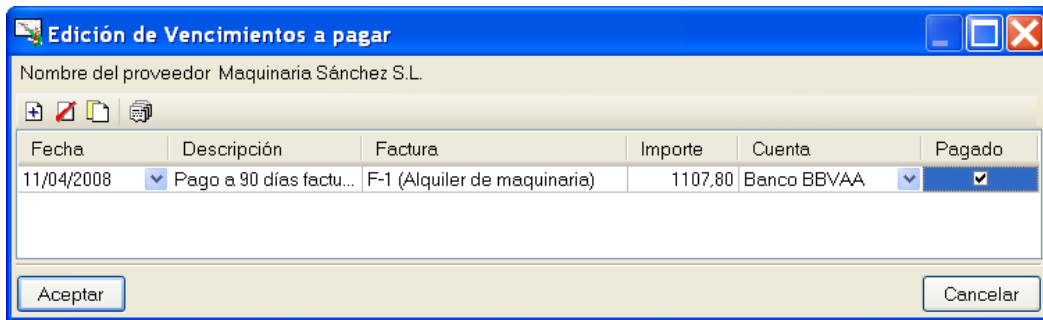 Edición de Vencimientos a pagar
Nombre del proveedor Maquinaria Sánchez S.L.
Fecha Descripción Factura Importe Cuenta Pagado
11/04/2008 Pago a 90 días factu... F-1 (Alquiler de maquinaria) 1107,80 Banco BBVAA
Aceptar Cancelar